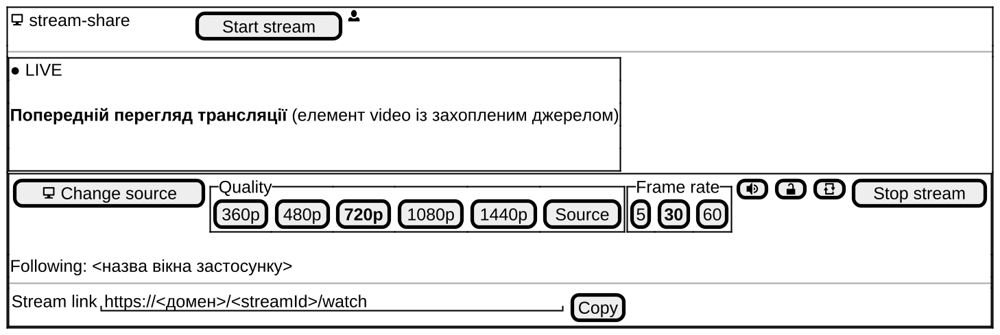 stream-share Start stream
● LIVE
Попередній перегляд трансляції (елемент video із захопленим джерелом)
Quality Frame rate
Change source 360p 480p 720p 1080p 1440p Source 5 30 60 Stop stream
Following: <назва вікна застосунку>
Stream link https://<домен>/<streamId>/watch Copy